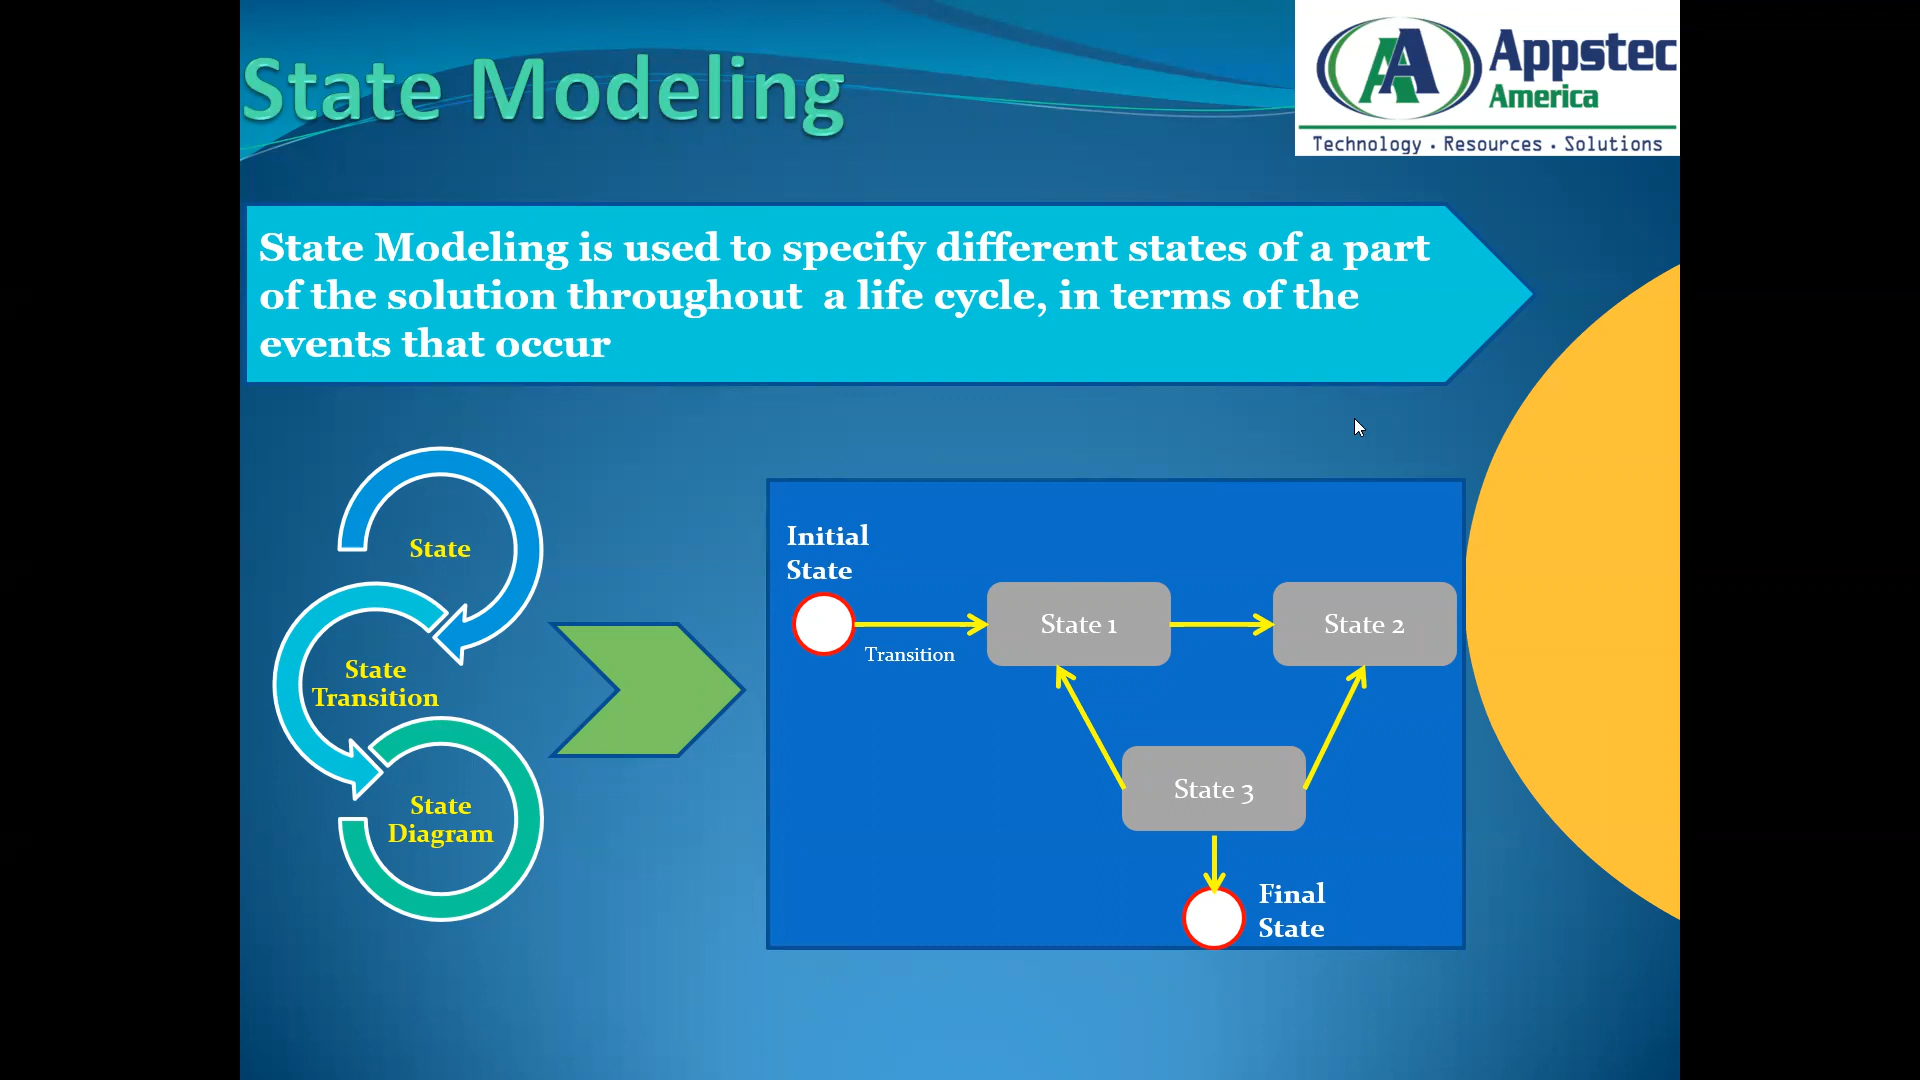 State Modeling
Appstec
America
Technology . Resources . Solutions
State Modeling is used to specify different states of a part
of the solution throughout  a life cycle, in terms of the
events that occur
State
State
Transition
State
Diagram
Initial
State
Transition
State 1
State 2
State 3
Final
State